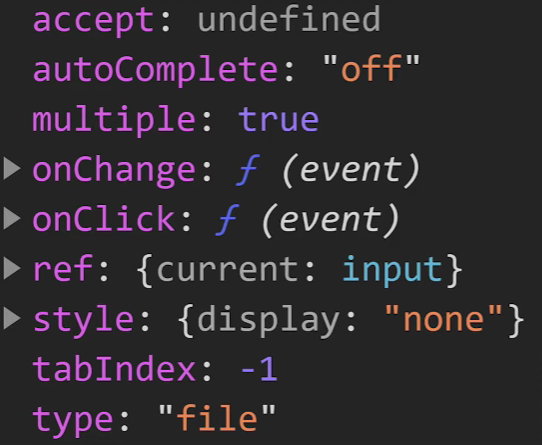 accept: undefined
autoComplete: "off"
multiple: true
onChange: ƒ (event)
onClick: ƒ (event)
ref: {current: input}
style: {display: "none"}
tabIndex: -1
type: "file"